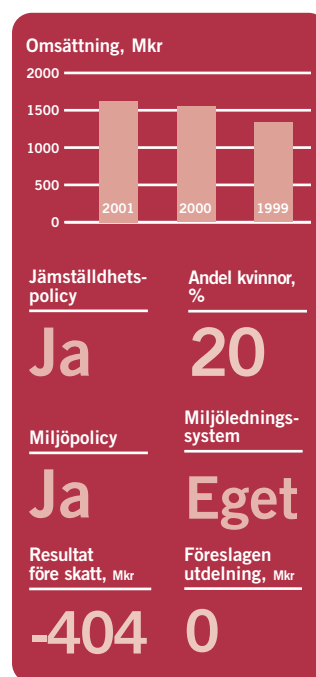 Omsättning, Mkr
2000
1500
1000
500
0
2001
2000
1999
Jämställdhets-
policy
Ja
Andel kvinnor,
%
20
Miljöpolicy
Ja
Miljölednings-
system
Eget
Resultat
före skatt, Mkr
-404
Föreslagen
utdelning, Mkr
0